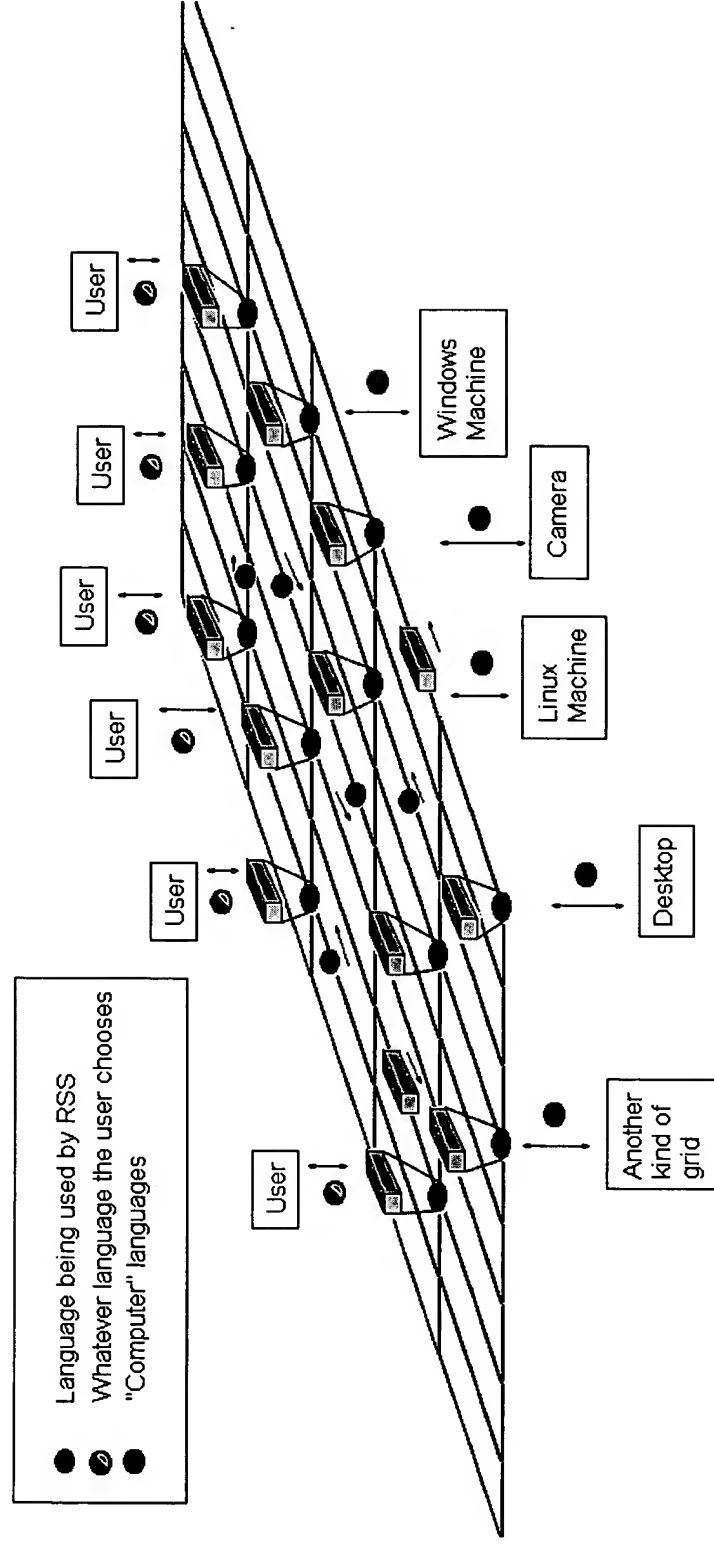 Language being used by RSS
Whatever language the user chooses
"Computer" languages
User
User
User
User
User
User
Another
kind of
grid
Desktop
Linux
Machine
Camera
Windows
Machine